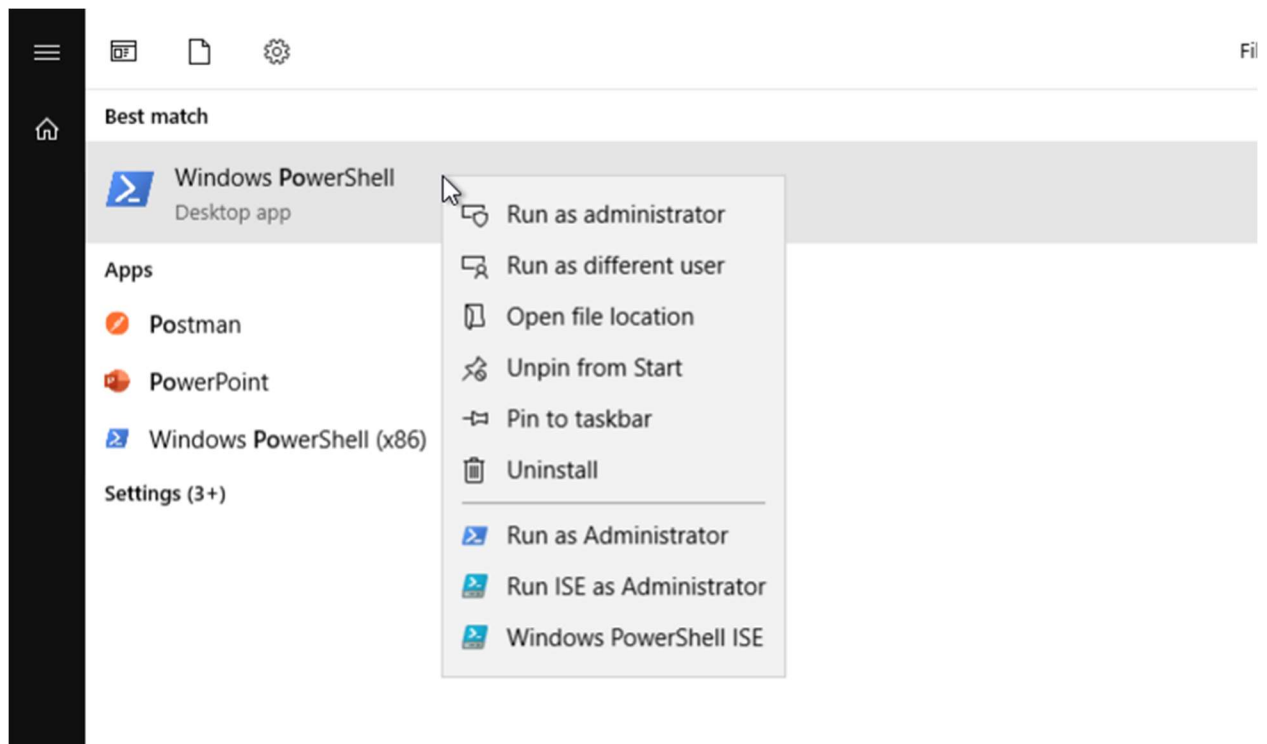 Fil
Best match
Windows PowerShell
Desktop app
Run as administrator
Run as different user
Open file location
Unpin from Start
Pin to taskbar
Uninstall
Run as Administrator
Run ISE as Administrator
Windows PowerShell ISE
Apps
Postman
PowerPoint
Windows PowerShell (x86)
Settings (3+)